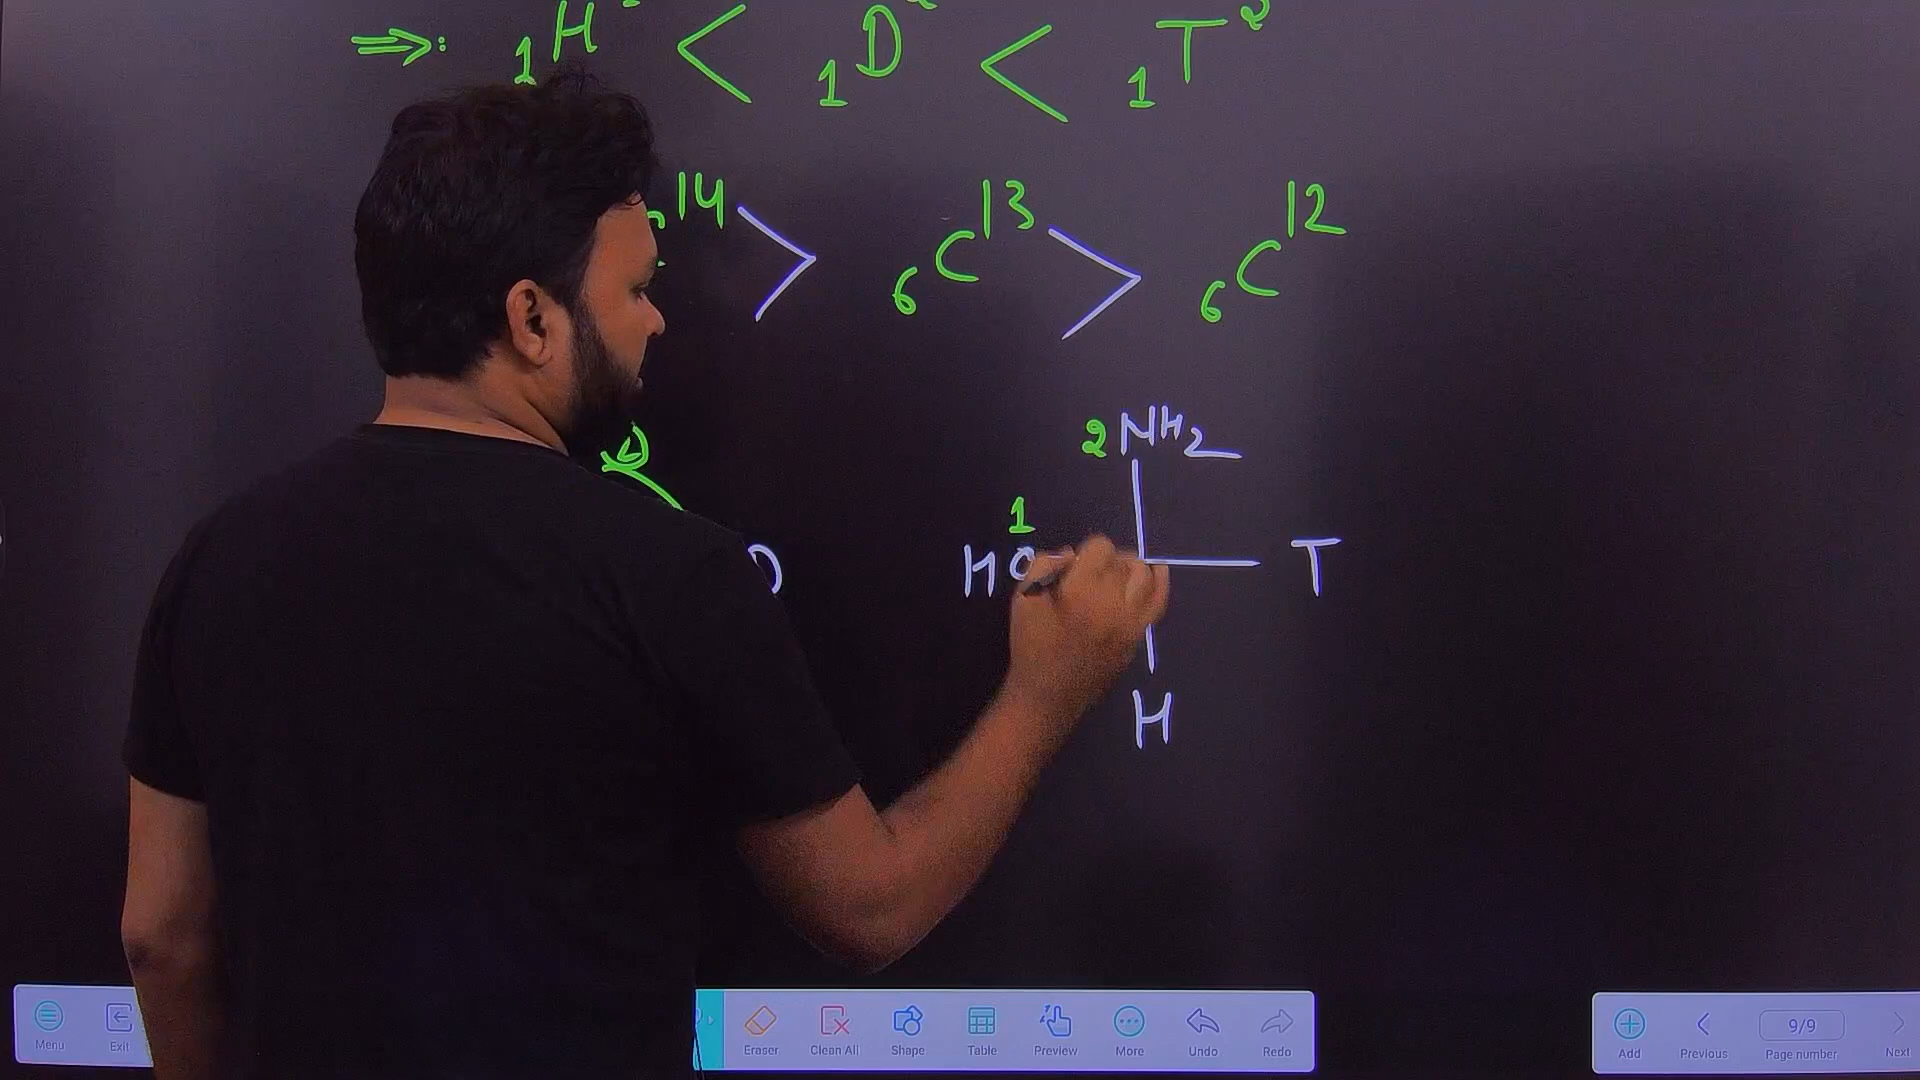 ⇒: ₁H < ₁D < ₁T
14 > ₆C¹³ > ₆C¹²
2 NH₂
1
D HO T
H
Menu Exit Eraser Clean All Shape Table Preview More Undo Redo Add Previous 9/9 Page number Next